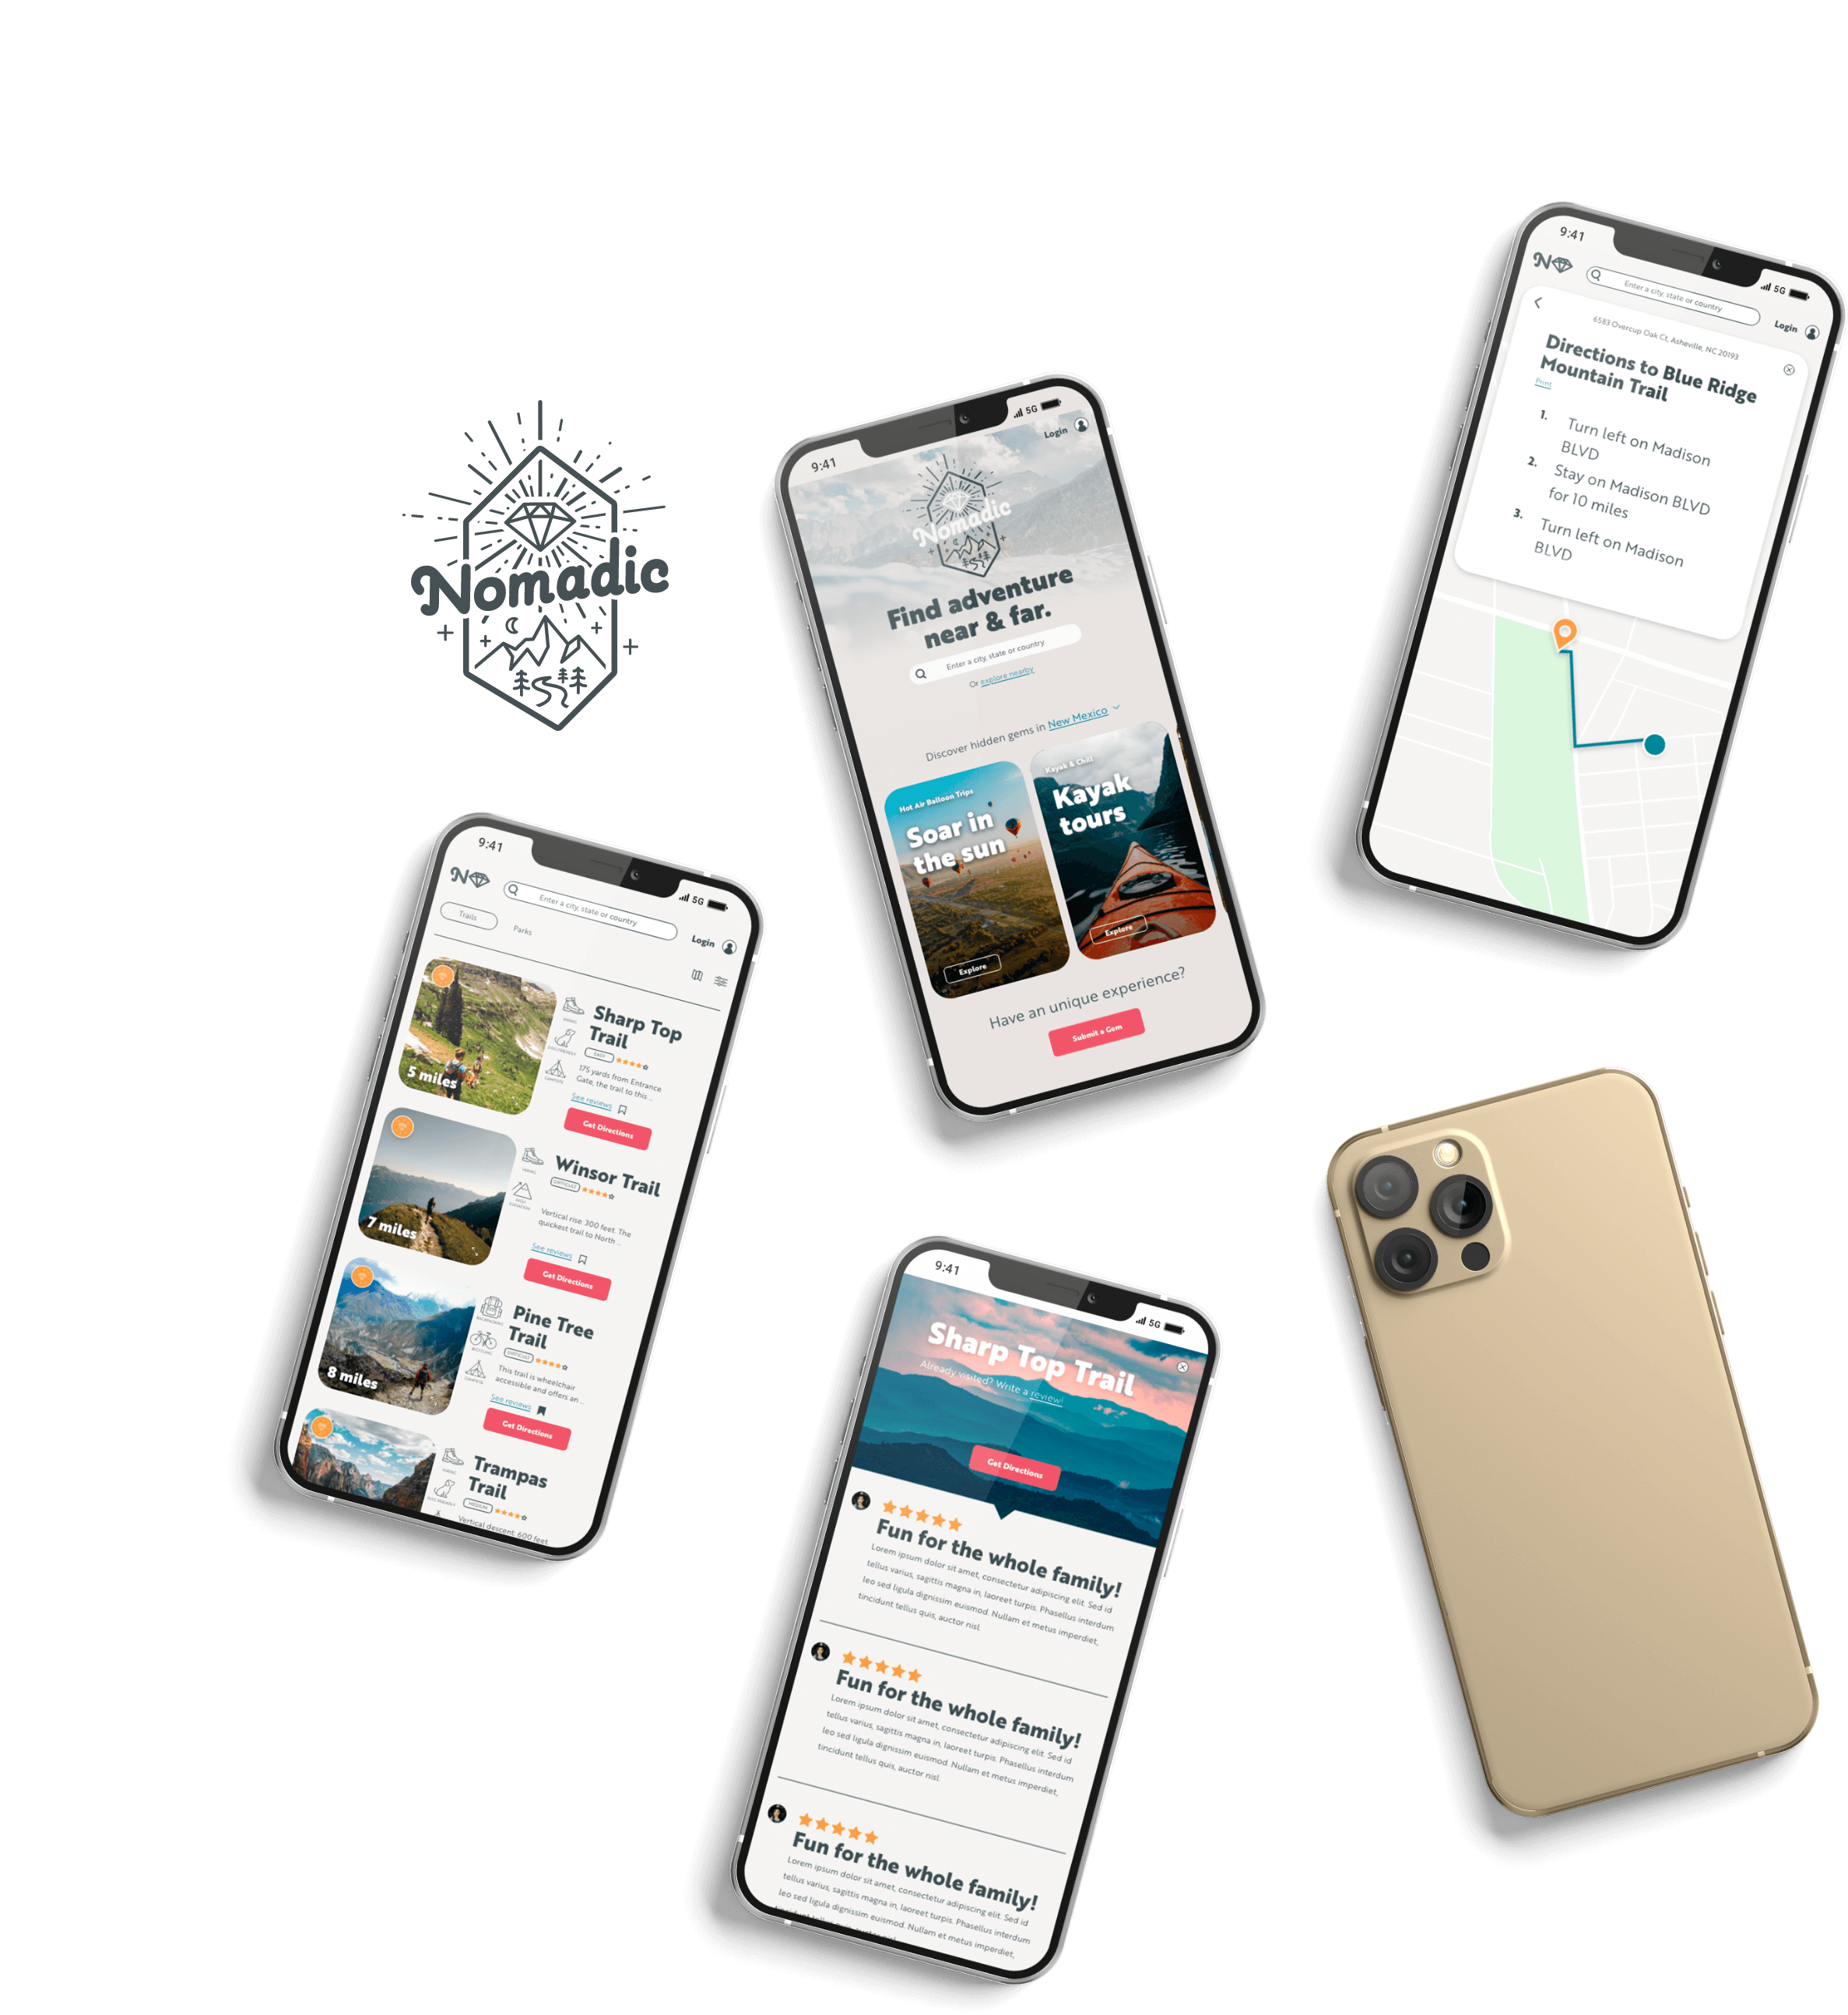 Nomadic
9:41
5G
Login
Nomadic
Find adventure
near & far.
Enter a city, state or country
Or explore nearby
Discover hidden gems in New Mexico
Hot Air Balloon Trips
Soar in
the sun
Explore
Kayak & Chill
Kayak
tours
Explore
Have an unique experience?
Submit a Gem
9:41
5G
N
Enter a city, state or country
Login
6583 Overcup Oak Ct, Asheville, NC 20193
Directions to Blue Ridge
Mountain Trail
Print
1. Turn left on Madison
BLVD
2. Stay on Madison BLVD
for 10 miles
3. Turn left on Madison
BLVD
9:41
5G
N
Enter a city, state or country
Login
Trails
Parks
5 miles
HIKING
DOG FRIENDLY
CAMPSITE
Sharp Top
Trail
EASY
175 yards from Entrance
Gate, the trail to this ...
See reviews
Get Directions
7 miles
HIKING
HIGH
ELEVATION
Winsor Trail
DIFFICULT
Vertical rise: 300 feet. The
quickest trail to North ...
See reviews
Get Directions
8 miles
BACKPACKING
BICYCLING
CAMPSITE
Pine Tree
Trail
DIFFICULT
This trail is wheelchair
accessible and offers an ...
See reviews
Get Directions
HIKING
DOG FRIENDLY
Trampas
Trail
MEDIUM
Vertical descent: 600 feet
9:41
5G
Sharp Top Trail
Already visited? Write a review!
Get Directions
Fun for the whole family!
Lorem ipsum dolor sit amet, consectetur adipiscing elit. Sed id
tellus varius, sagittis magna in, laoreet turpis. Phasellus interdum
leo sed ligula dignissim euismod. Nullam et metus imperdiet,
tincidunt tellus quis, auctor nisl.
Fun for the whole family!
Lorem ipsum dolor sit amet, consectetur adipiscing elit. Sed id
tellus varius, sagittis magna in, laoreet turpis. Phasellus interdum
leo sed ligula dignissim euismod. Nullam et metus imperdiet,
tincidunt tellus quis, auctor nisl.
Fun for the whole family!
Lorem ipsum dolor sit amet, consectetur adipiscing elit. Sed id
tellus varius, sagittis magna in, laoreet turpis. Phasellus interdum
leo sed ligula dignissim euismod. Nullam et metus imperdiet,